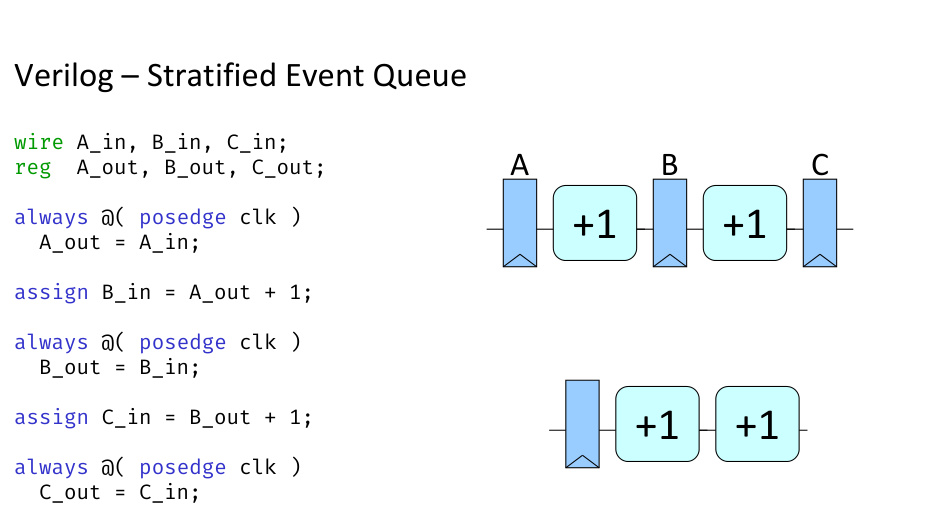 Verilog – Stratified Event Queue
wire A_in, B_in, C_in;
reg  A_out, B_out, C_out;
always @( posedge clk )
  A_out = A_in;
assign B_in = A_out + 1;
always @( posedge clk )
  B_out = B_in;
assign C_in = B_out + 1;
always @( posedge clk )
  C_out = C_in;
A B C
+1 +1
+1 +1